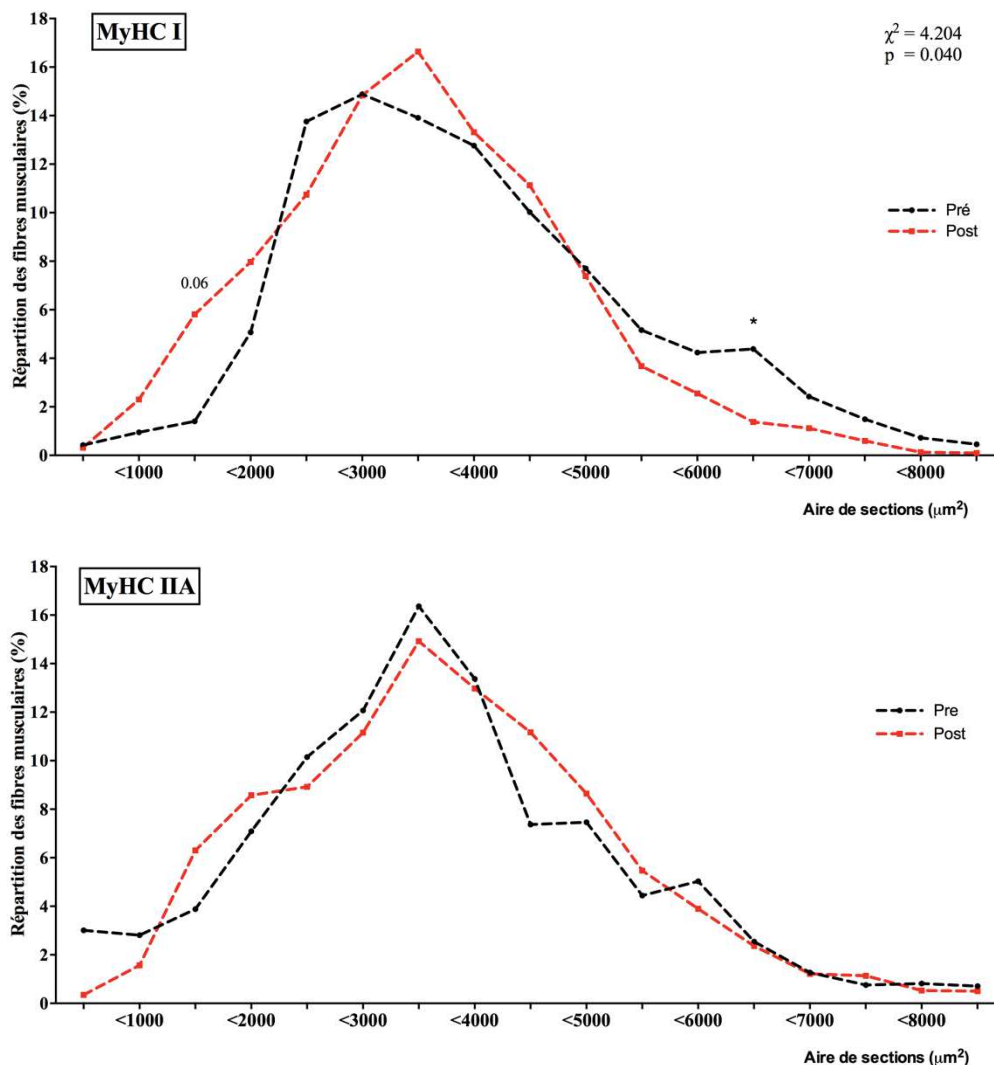 MyHC I
χ² = 4.204
p = 0.040
Répartition des fibres musculaires (%)
18
16
14
12
10
8
6
4
2
0
0.06
*
Pré
Post
<1000 <2000 <3000 <4000 <5000 <6000 <7000 <8000
Aire de sections (μm²)
MyHC IIA
Répartition des fibres musculaires (%)
18
16
14
12
10
8
6
4
2
0
Pre
Post
<1000 <2000 <3000 <4000 <5000 <6000 <7000 <8000
Aire de sections (μm²)